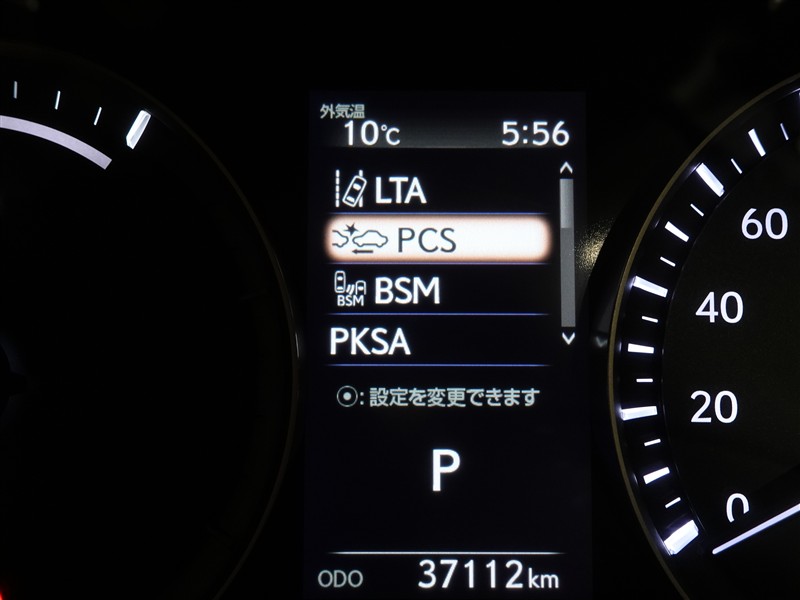 外気温
10℃ 5:56
LTA
PCS
BSM BSM
PKSA
⦿:設定を変更できます
P
ODO 37112km
60
40
20
0